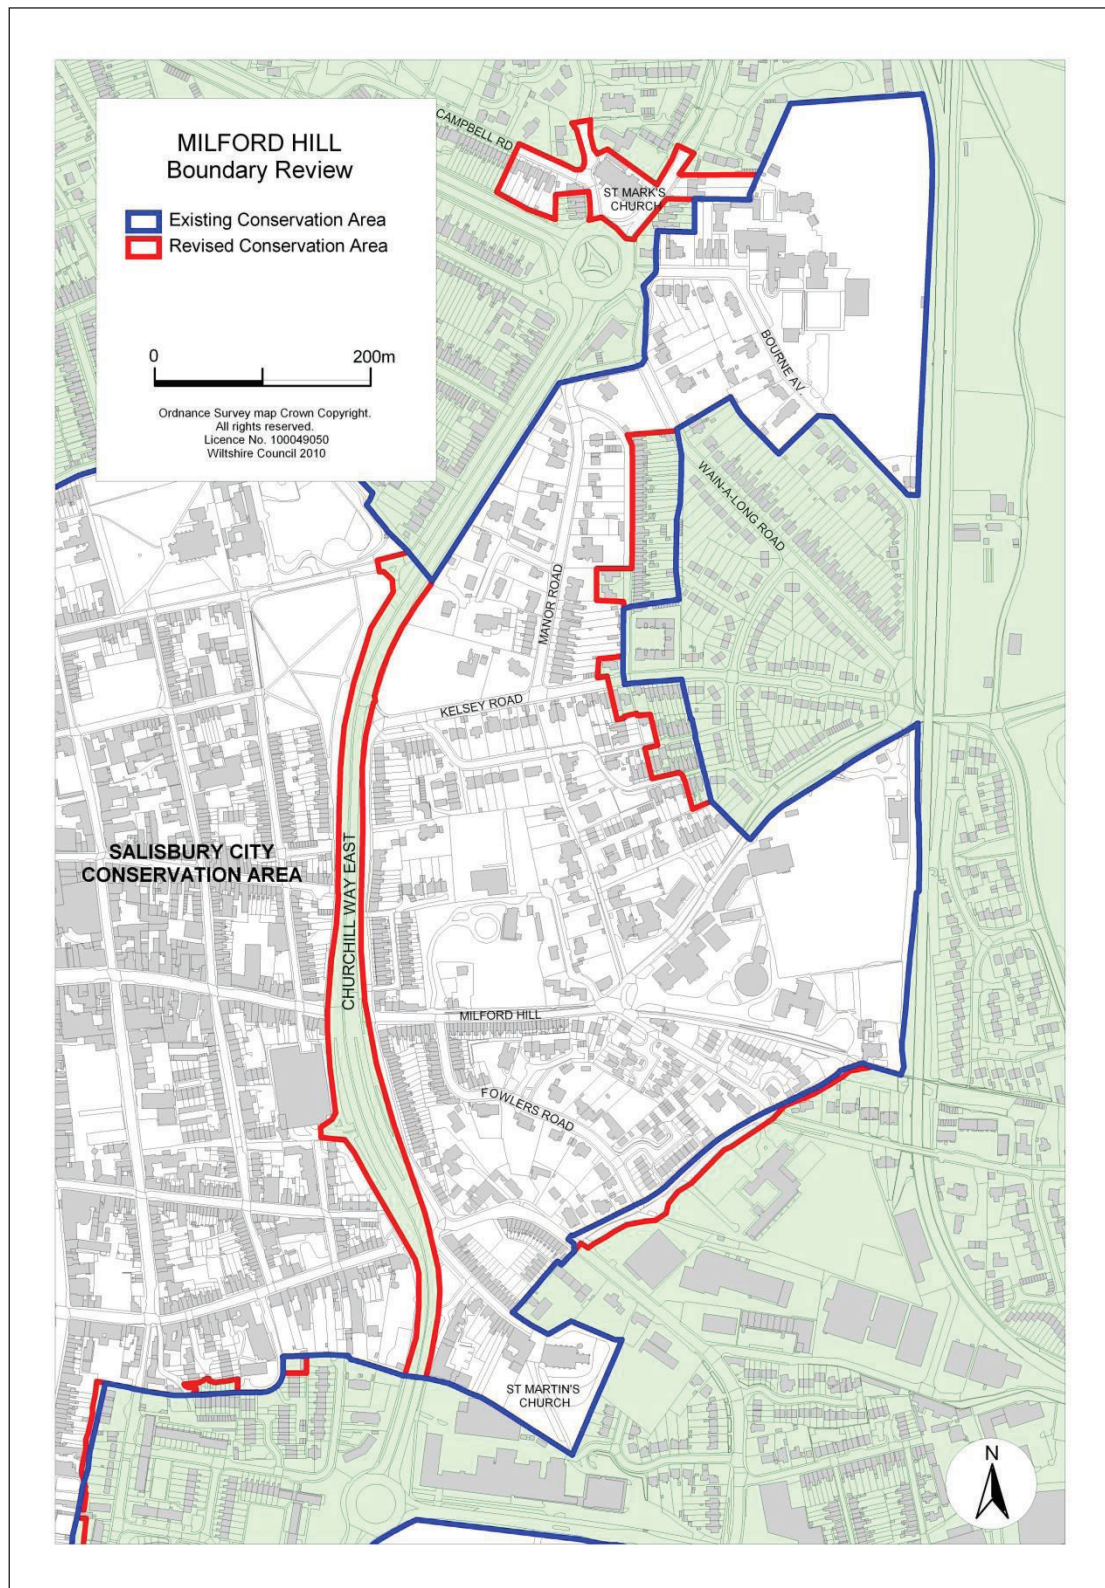 MILFORD HILL
Boundary Review
Existing Conservation Area
Revised Conservation Area
0 200m
Ordnance Survey map Crown Copyright.
All rights reserved.
Licence No. 100049050
Wiltshire Council 2010
CAMPBELL RD
ST MARK'S
CHURCH
BOURNE AV.
WAIN-A-LONG ROAD
MANOR ROAD
KELSEY ROAD
SALISBURY CITY
CONSERVATION AREA
CHURCHILL WAY EAST
MILFORD HILL
FOWLERS ROAD
ST MARTIN'S
CHURCH
N